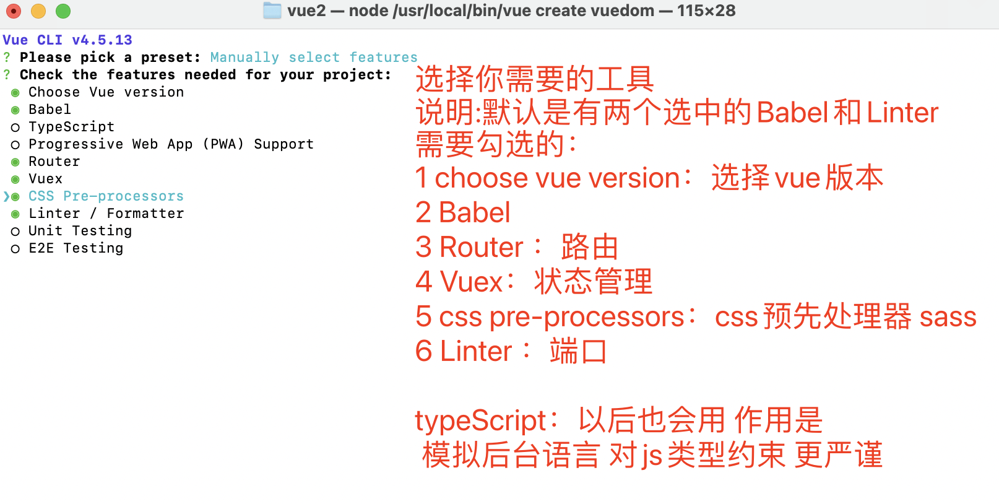 vue2 — node /usr/local/bin/vue create vuedom — 115×28
Vue CLI v4.5.13
? Please pick a preset: Manually select features
? Check the features needed for your project:
◉ Choose Vue version
◉ Babel
◯ TypeScript
◯ Progressive Web App (PWA) Support
◉ Router
◉ Vuex
❯◉ CSS Pre-processors
◉ Linter / Formatter
◯ Unit Testing
◯ E2E Testing
选择你需要的工具
说明:默认是有两个选中的Babel和Linter
需要勾选的：
1 choose vue version： 选择vue版本
2 Babel
3 Router ： 路由
4 Vuex： 状态管理
5 css pre-processors： css预先处理器 sass
6 Linter ： 端口
typeScript： 以后也会用 作用是
模拟后台语言 对js类型约束 更严谨